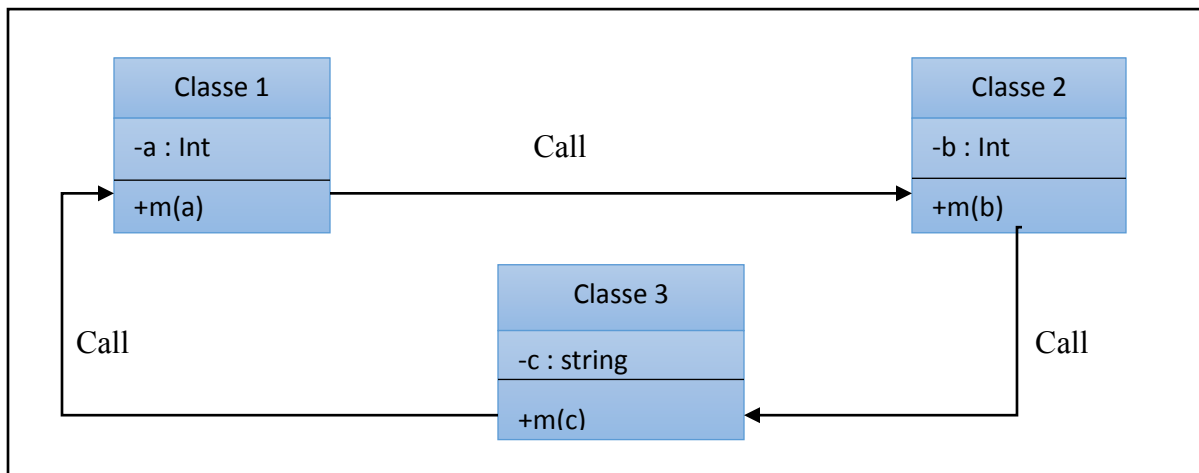 Classe 1
-a : Int
+m(a)
Call
Classe 2
-b : Int
+m(b)
Classe 3
-c : string
+m(c)
Call
Call